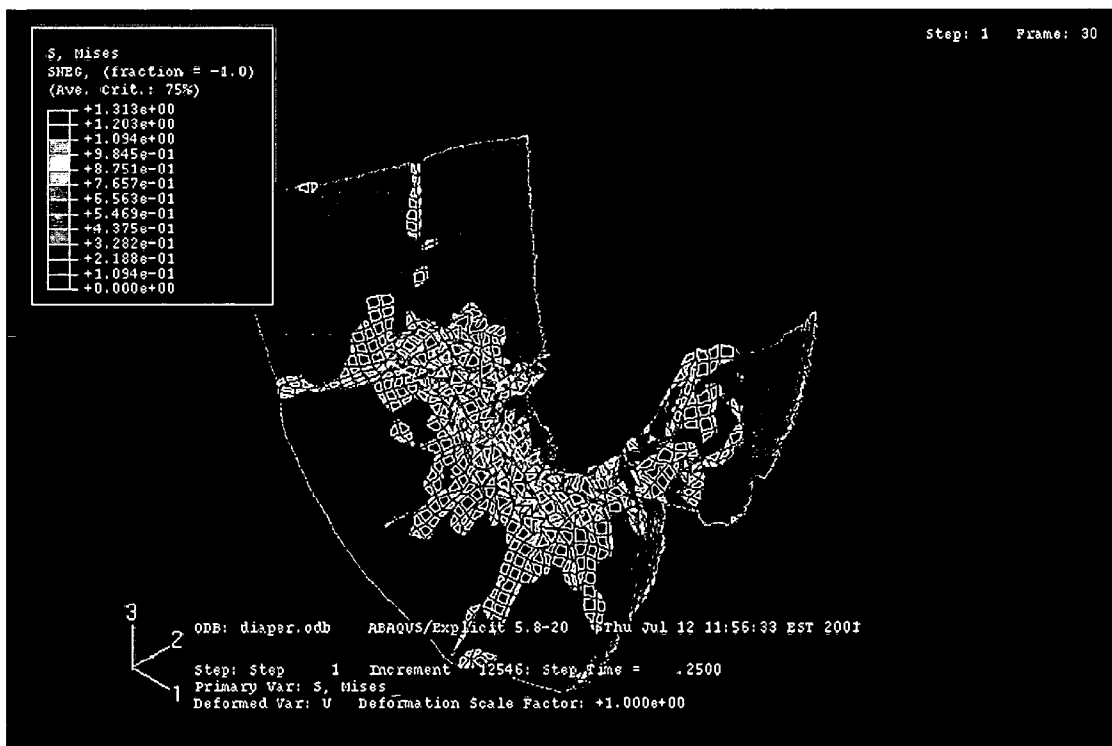 Step: 1 Frame: 30
S, Mises
SNEG, (fraction = -1.0)
(Ave. Crit.: 75%)
+1.313e+00
+1.203e+00
+1.094e+00
+9.845e-01
+8.751e-01
+7.657e-01
+6.563e-01
+5.469e-01
+4.375e-01
+3.282e-01
+2.188e-01
+1.094e-01
+0.000e+00
3
2
1
ODB: diaper.odb ABAQUS/Explicit 5.8-20 Thu Jul 12 11:56:33 EST 2001
Step: Step 1 Increment 12546: Step Time = .2500
Primary Var: S, Mises
Deformed Var: U Deformation Scale Factor: +1.000e+00